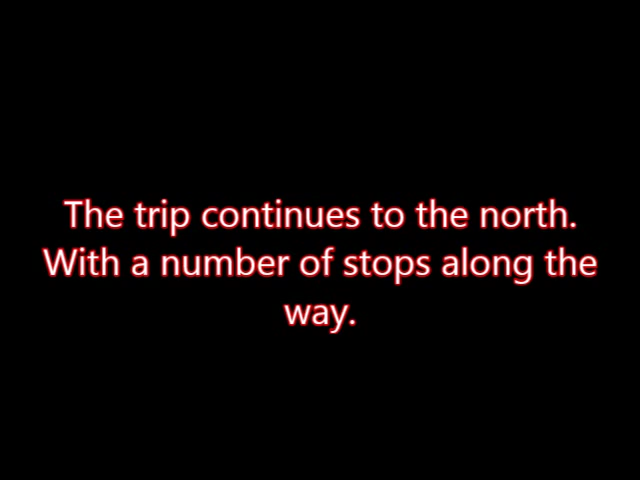 The trip continues to the north.
With a number of stops along the
way.